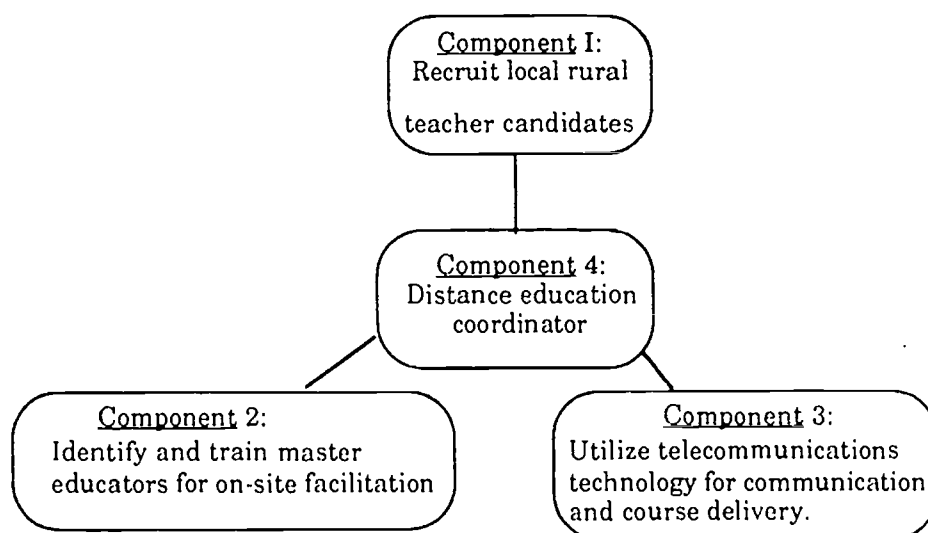 Component I:
Recruit local rural
teacher candidates
Component 4:
Distance education
coordinator
Component 2:
Identify and train master
educators for on-site facilitation
Component 3:
Utilize telecommunications
technology for communication
and course delivery.